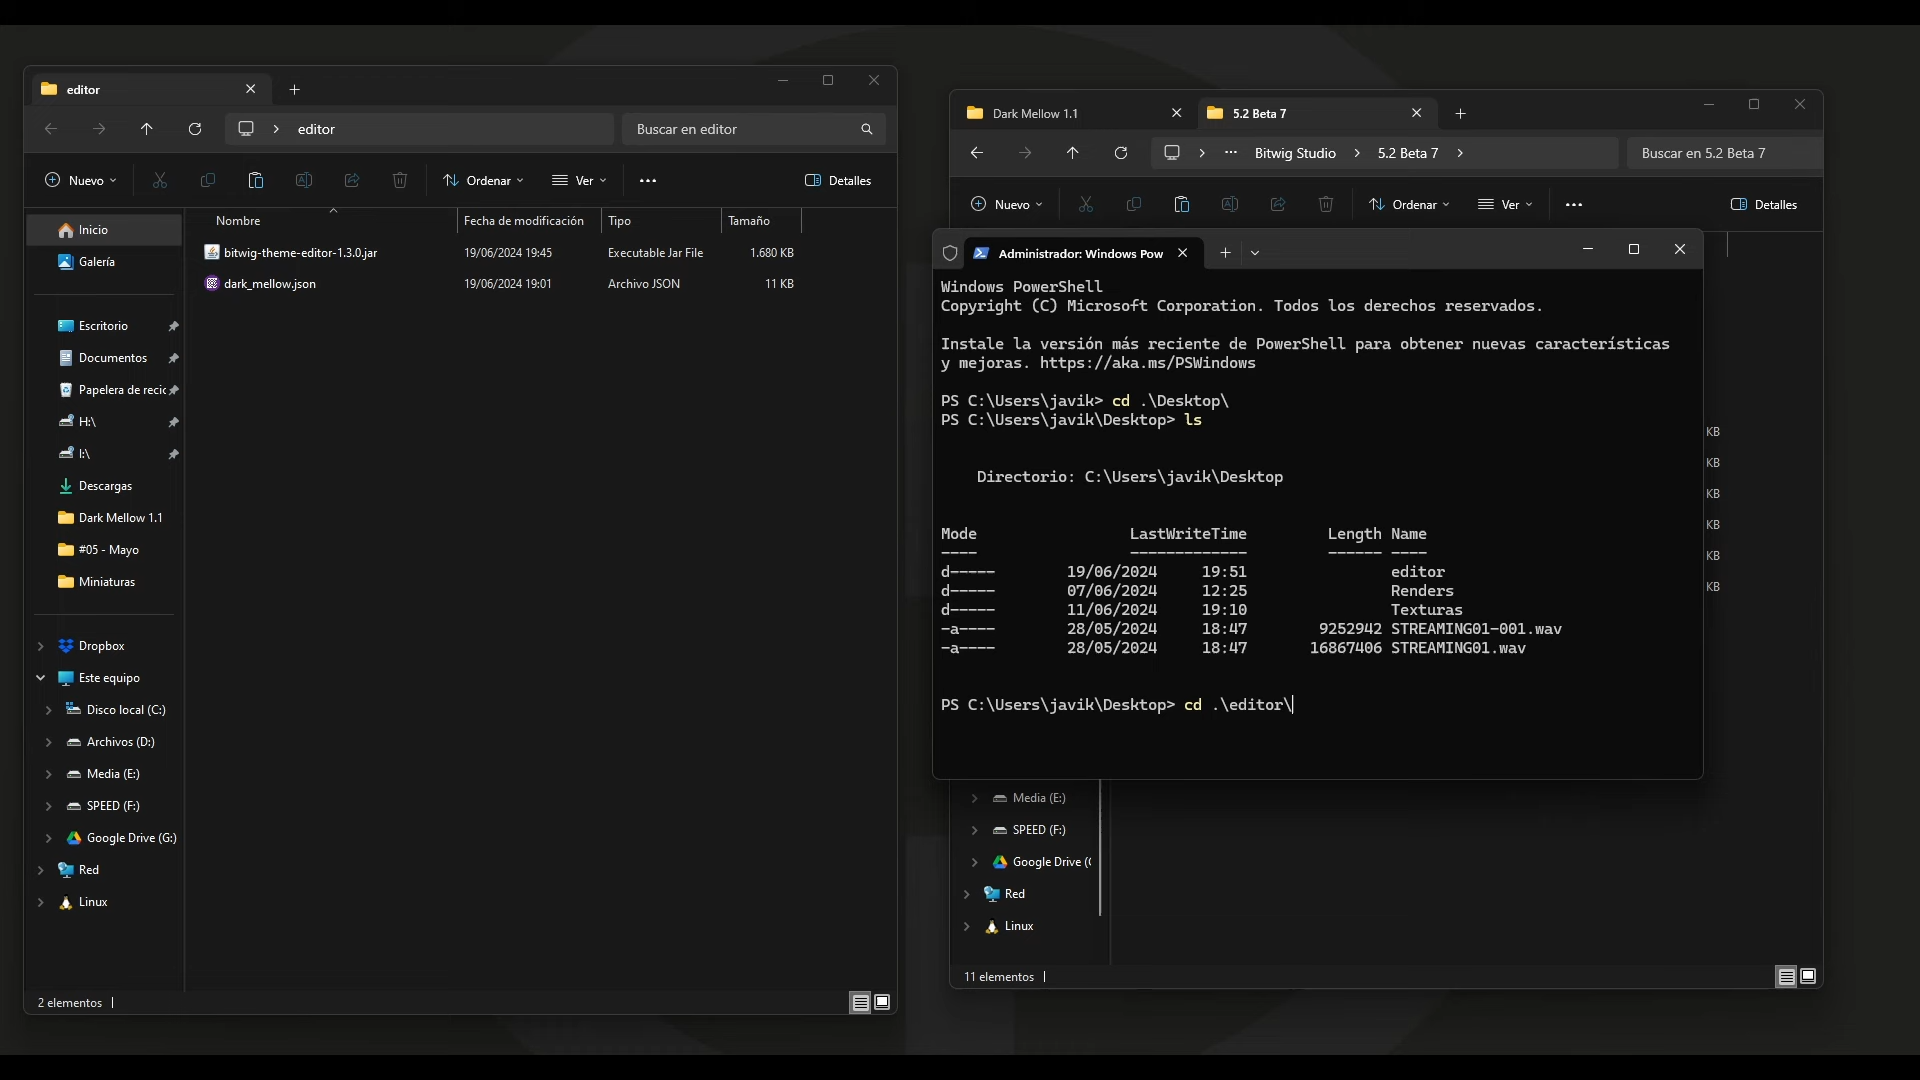 editor
editor
Buscar en editor
Nuevo
Ordenar
Ver
Detalles
Nombre
Fecha de modificación
Tipo
Tamaño
bitwig-theme-editor-1.3.0.jar
19/06/2024 19:45
Executable Jar File
1.680 KB
dark_mellow.json
19/06/2024 19:01
Archivo JSON
11 KB
Inicio
Galería
Escritorio
Documentos
Papelera de recic
H:\
I:\
Descargas
Dark Mellow 1.1
#05 - Mayo
Miniaturas
Dropbox
Este equipo
Disco local (C:)
Archivos (D:)
Media (E:)
SPEED (F:)
Google Drive (G:)
Red
Linux
2 elementos
Dark Mellow 1.1
5.2 Beta 7
Bitwig Studio
5.2 Beta 7
Buscar en 5.2 Beta 7
Nuevo
Ordenar
Ver
Detalles
Administrador: Windows Pow
Windows PowerShell
Copyright (C) Microsoft Corporation. Todos los derechos reservados.
Instale la versión más reciente de PowerShell para obtener nuevas características
y mejoras. https://aka.ms/PSWindows
PS C:\Users\javik> cd .\Desktop\
PS C:\Users\javik\Desktop> ls
Directorio: C:\Users\javik\Desktop
Mode LastWriteTime Length Name
---- ------------- ------ ----
d----- 19/06/2024 19:51 editor
d----- 07/06/2024 12:25 Renders
d----- 11/06/2024 19:10 Texturas
-a---- 28/05/2024 18:47 9252942 STREAMING01-001.wav
-a---- 28/05/2024 18:47 16867406 STREAMING01.wav
PS C:\Users\javik\Desktop> cd .\editor\
KB
KB
KB
KB
KB
KB
Media (E:)
SPEED (F:)
Google Drive (
Red
Linux
11 elementos